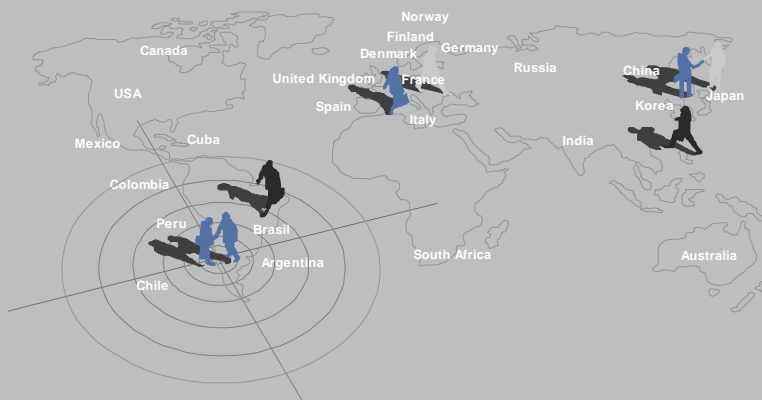 Norway
Finland
Denmark
Germany
Canada
Russia
China
United Kingdom
France
USA
Japan
Spain
Korea
Italy
Mexico
Cuba
India
Colombia
Peru
Brasil
South Africa
Argentina
Australia
Chile